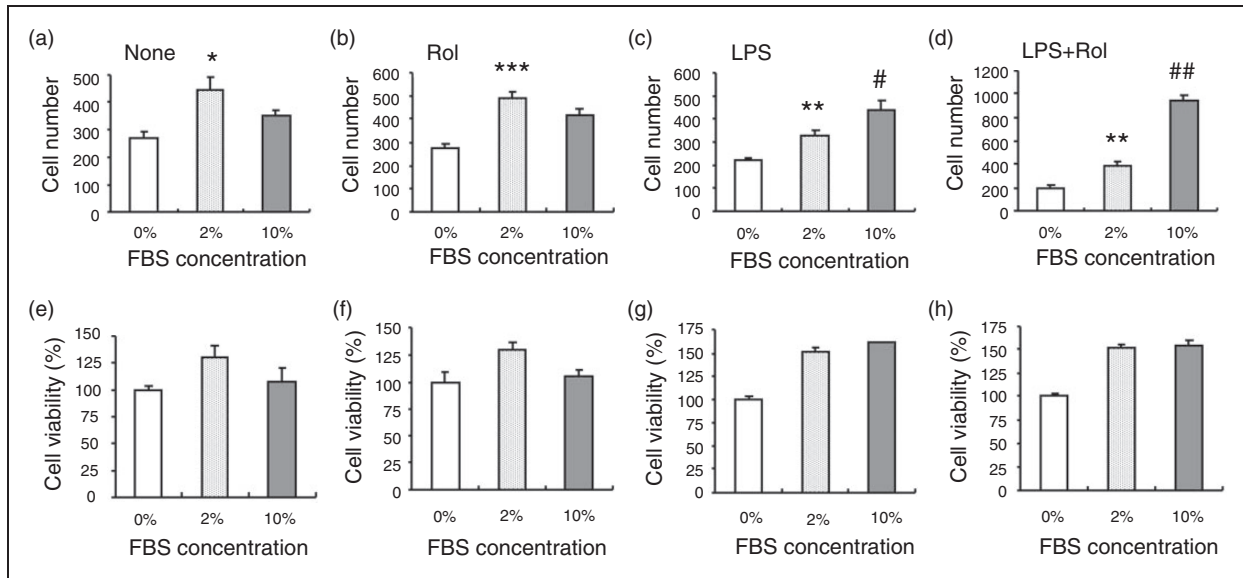 (a)
None
*
Cell number
500
400
300
200
100
0
0% 2% 10%
FBS concentration
(b)
Rol
***
Cell number
600
500
400
300
200
100
0
0% 2% 10%
FBS concentration
(c)
LPS
**
#
Cell number
600
400
200
0
0% 2% 10%
FBS concentration
(d)
LPS+Rol
**
##
Cell number
1200
1000
800
600
400
200
0
0% 2% 10%
FBS concentration
(e)
Cell viability (%)
150
125
100
75
50
25
0
0% 2% 10%
FBS concentration
(f)
Cell viability (%)
150
125
100
75
50
25
0
0% 2% 10%
FBS concentration
(g)
Cell viability (%)
175
150
125
100
75
50
25
0
0% 2% 10%
FBS concentration
(h)
Cell viability (%)
175
150
125
100
75
50
25
0
0% 2% 10%
FBS concentration